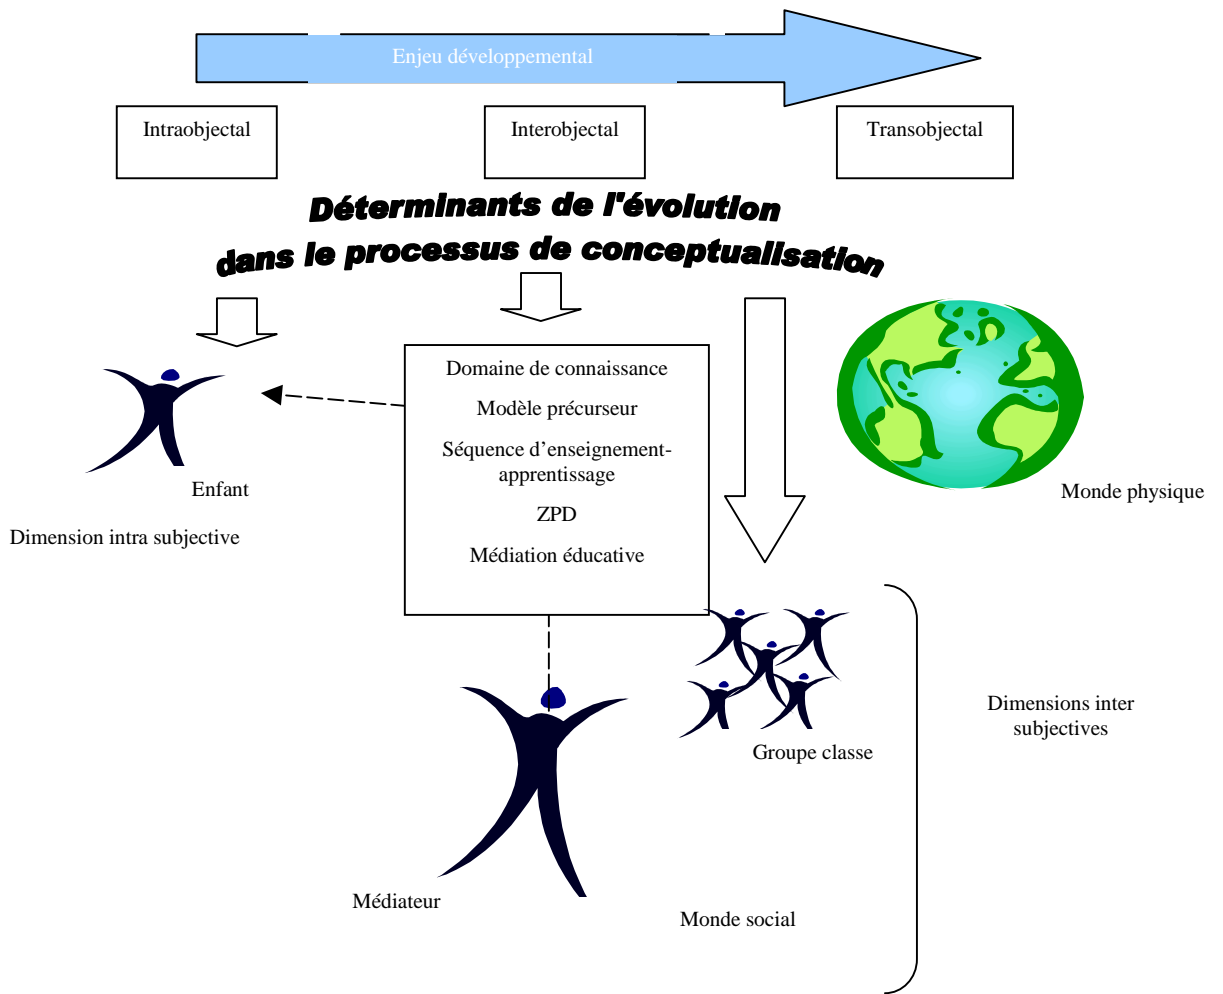 Enjeu développemental
Intraobjectal
Interobjectal
Transobjectal
Déterminants de l'évolution
dans le processus de conceptualisation
Domaine de connaissance
Modèle précurseur
Séquence d’enseignement-
apprentissage
ZPD
Médiation éducative
Enfant
Dimension intra subjective
Monde physique
Dimensions inter
subjectives
Groupe classe
Médiateur
Monde social